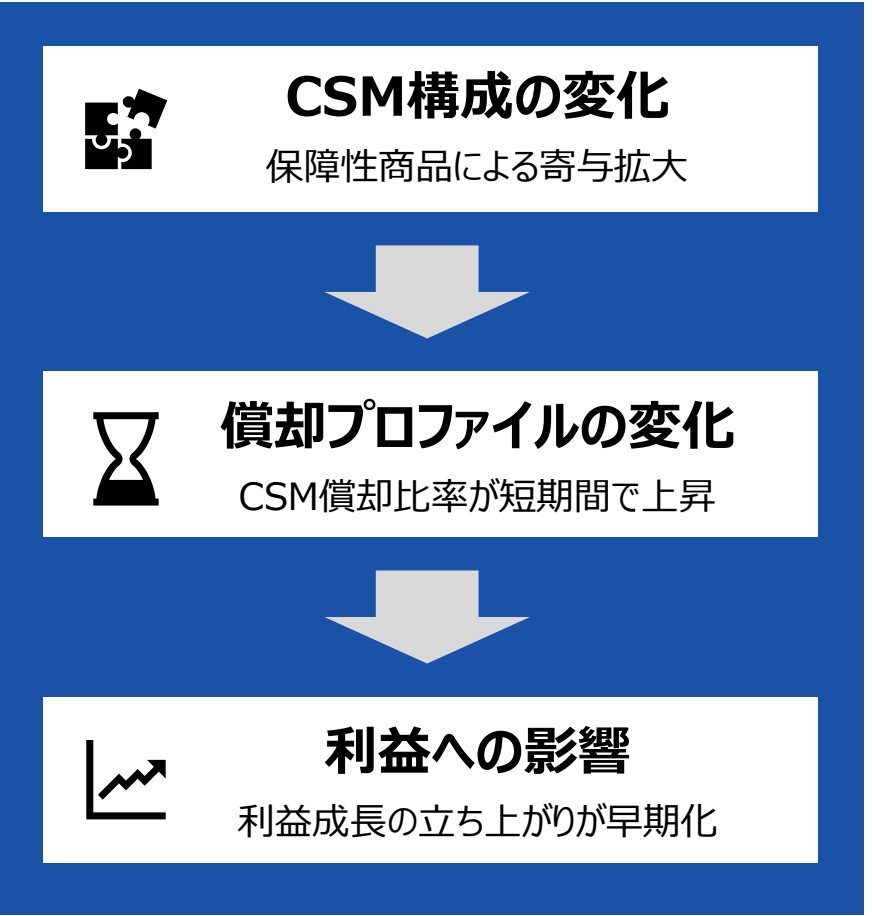 CSM構成の変化
保障性商品による寄与拡大
償却プロファイルの変化
CSM償却比率が短期間で上昇
利益への影響
利益成長の立ち上がりが早期化